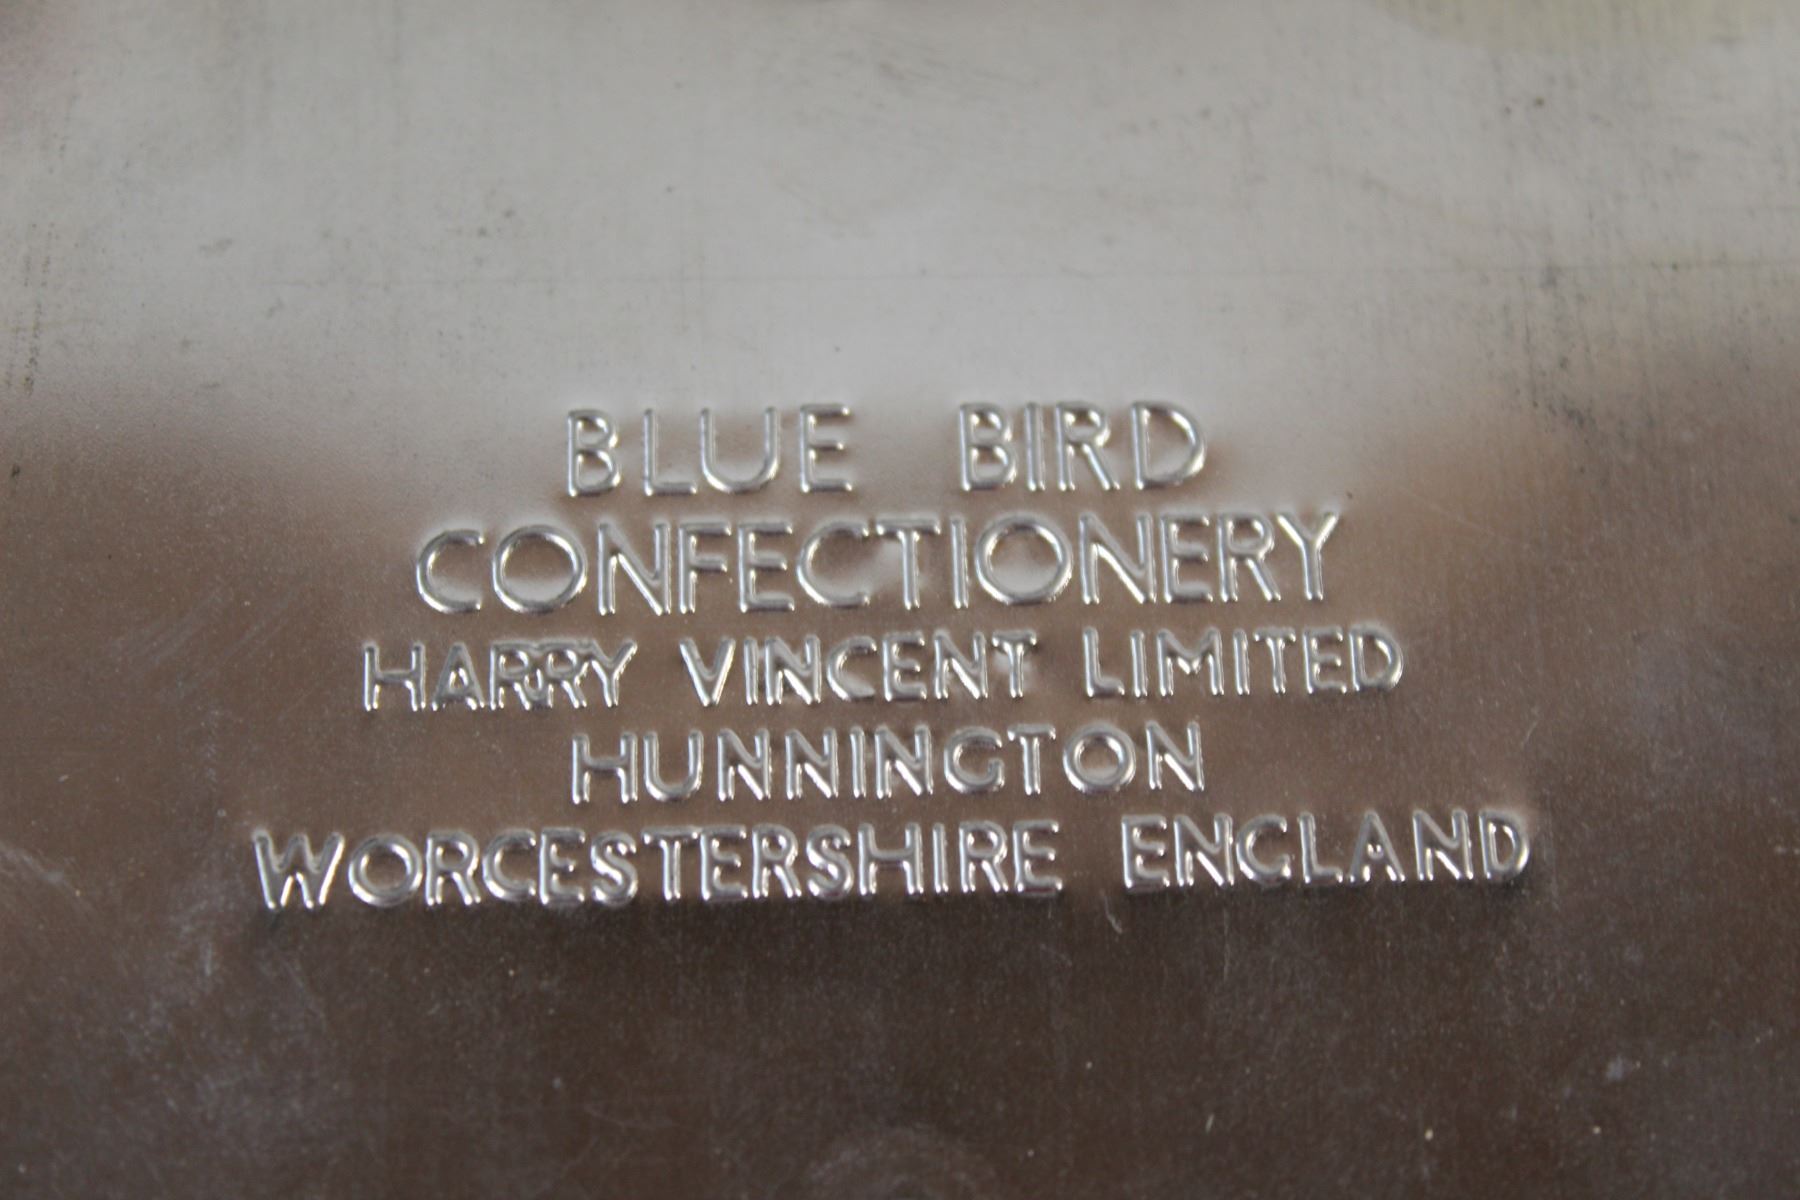 BLUE BIRD
CONFECTIONERY
HARRY VINCENT LIMITED
HUNNINGTON
WORCESTERSHIRE ENGLAND